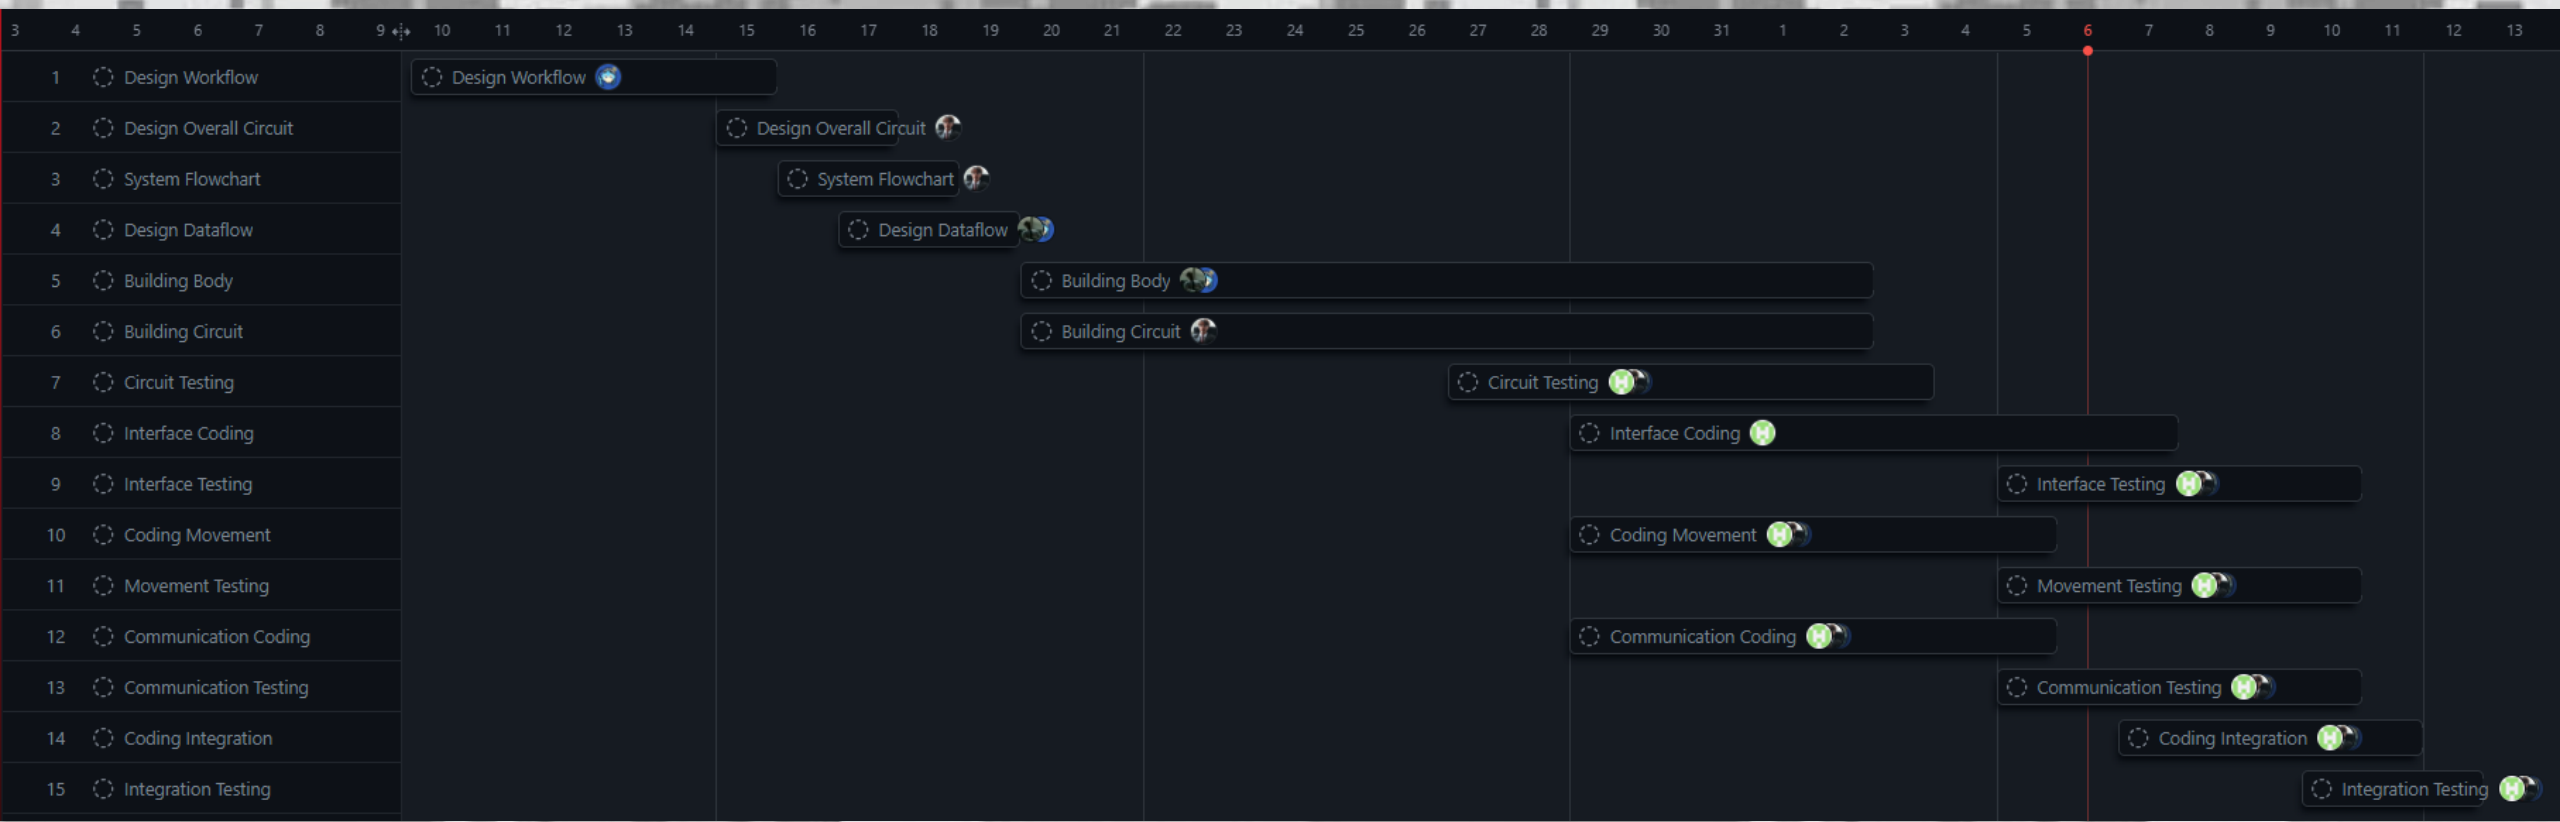 3 4 5 6 7 8 9 10 11 12 13 14 15 16 17 18 19 20 21 22 23 24 25 26 27 28 29 30 31 1 2 3 4 5 6 7 8 9 10 11 12 13
1 Design Workflow Design Workflow
2 Design Overall Circuit Design Overall Circuit
3 System Flowchart System Flowchart
4 Design Dataflow Design Dataflow
5 Building Body Building Body
6 Building Circuit Building Circuit
7 Circuit Testing Circuit Testing H
8 Interface Coding Interface Coding H
9 Interface Testing Interface Testing H
10 Coding Movement Coding Movement H
11 Movement Testing Movement Testing H
12 Communication Coding Communication Coding H
13 Communication Testing Communication Testing H
14 Coding Integration Coding Integration H
15 Integration Testing Integration Testing H